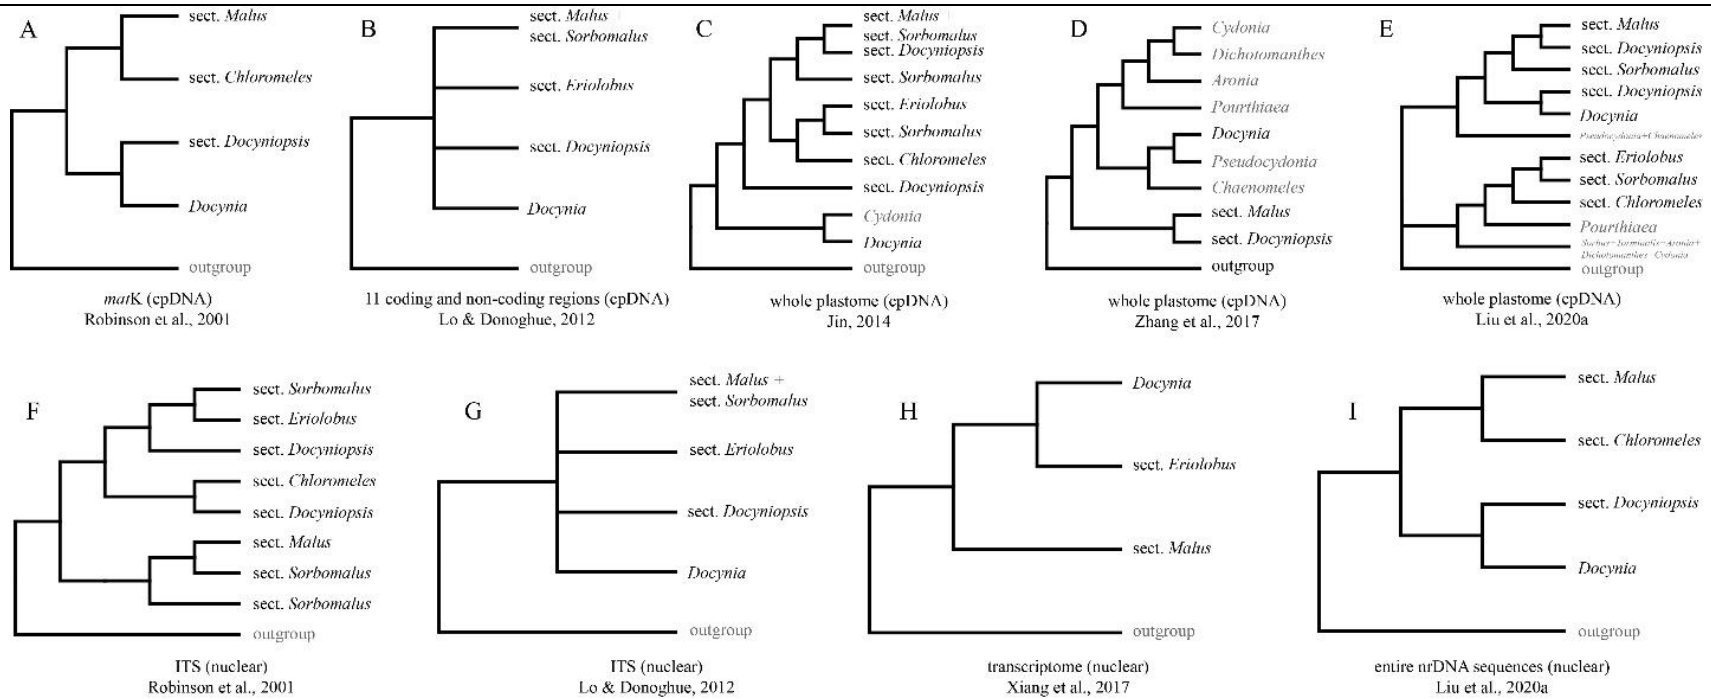 A
sect. Malus
sect. Chloromeles
sect. Docyniopsis
Docynia
outgroup
matK (cpDNA)
Robinson et al., 2001
B
sect. Malus +
sect. Sorbomalus
sect. Eriolobus
sect. Docyniopsis
Docynia
outgroup
11 coding and non-coding regions (cpDNA)
Lo & Donoghue, 2012
C
sect. Malus
sect. Sorbomalus
sect. Docyniopsis
sect. Sorbomalus
sect. Eriolobus
sect. Sorbomalus
sect. Chloromeles
sect. Docyniopsis
Cydonia
Docynia
outgroup
whole plastome (cpDNA)
Jin, 2014
D
Cydonia
Dichotomanthes
Aronia
Pourthiaea
Docynia
Pseudocydonia
Chaenomeles
sect. Malus
sect. Docyniopsis
outgroup
whole plastome (cpDNA)
Zhang et al., 2017
E
sect. Malus
sect. Docyniopsis
sect. Sorbomalus
sect. Docyniopsis
Docynia
Pseudocydonia+Chaenomeles
sect. Eriolobus
sect. Sorbomalus
sect. Chloromeles
Pourthiaea
Sorbus+Torminalis+Aronia+
Dichotomanthes+Cydonia
outgroup
whole plastome (cpDNA)
Liu et al., 2020a
F
sect. Sorbomalus
sect. Eriolobus
sect. Docyniopsis
sect. Chloromeles
sect. Docyniopsis
sect. Malus
sect. Sorbomalus
sect. Sorbomalus
outgroup
ITS (nuclear)
Robinson et al., 2001
G
sect. Malus +
sect. Sorbomalus
sect. Eriolobus
sect. Docyniopsis
Docynia
outgroup
ITS (nuclear)
Lo & Donoghue, 2012
H
Docynia
sect. Eriolobus
sect. Malus
outgroup
transcriptome (nuclear)
Xiang et al., 2017
I
sect. Malus
sect. Chloromeles
sect. Docyniopsis
Docynia
outgroup
entire nrDNA sequences (nuclear)
Liu et al., 2020a